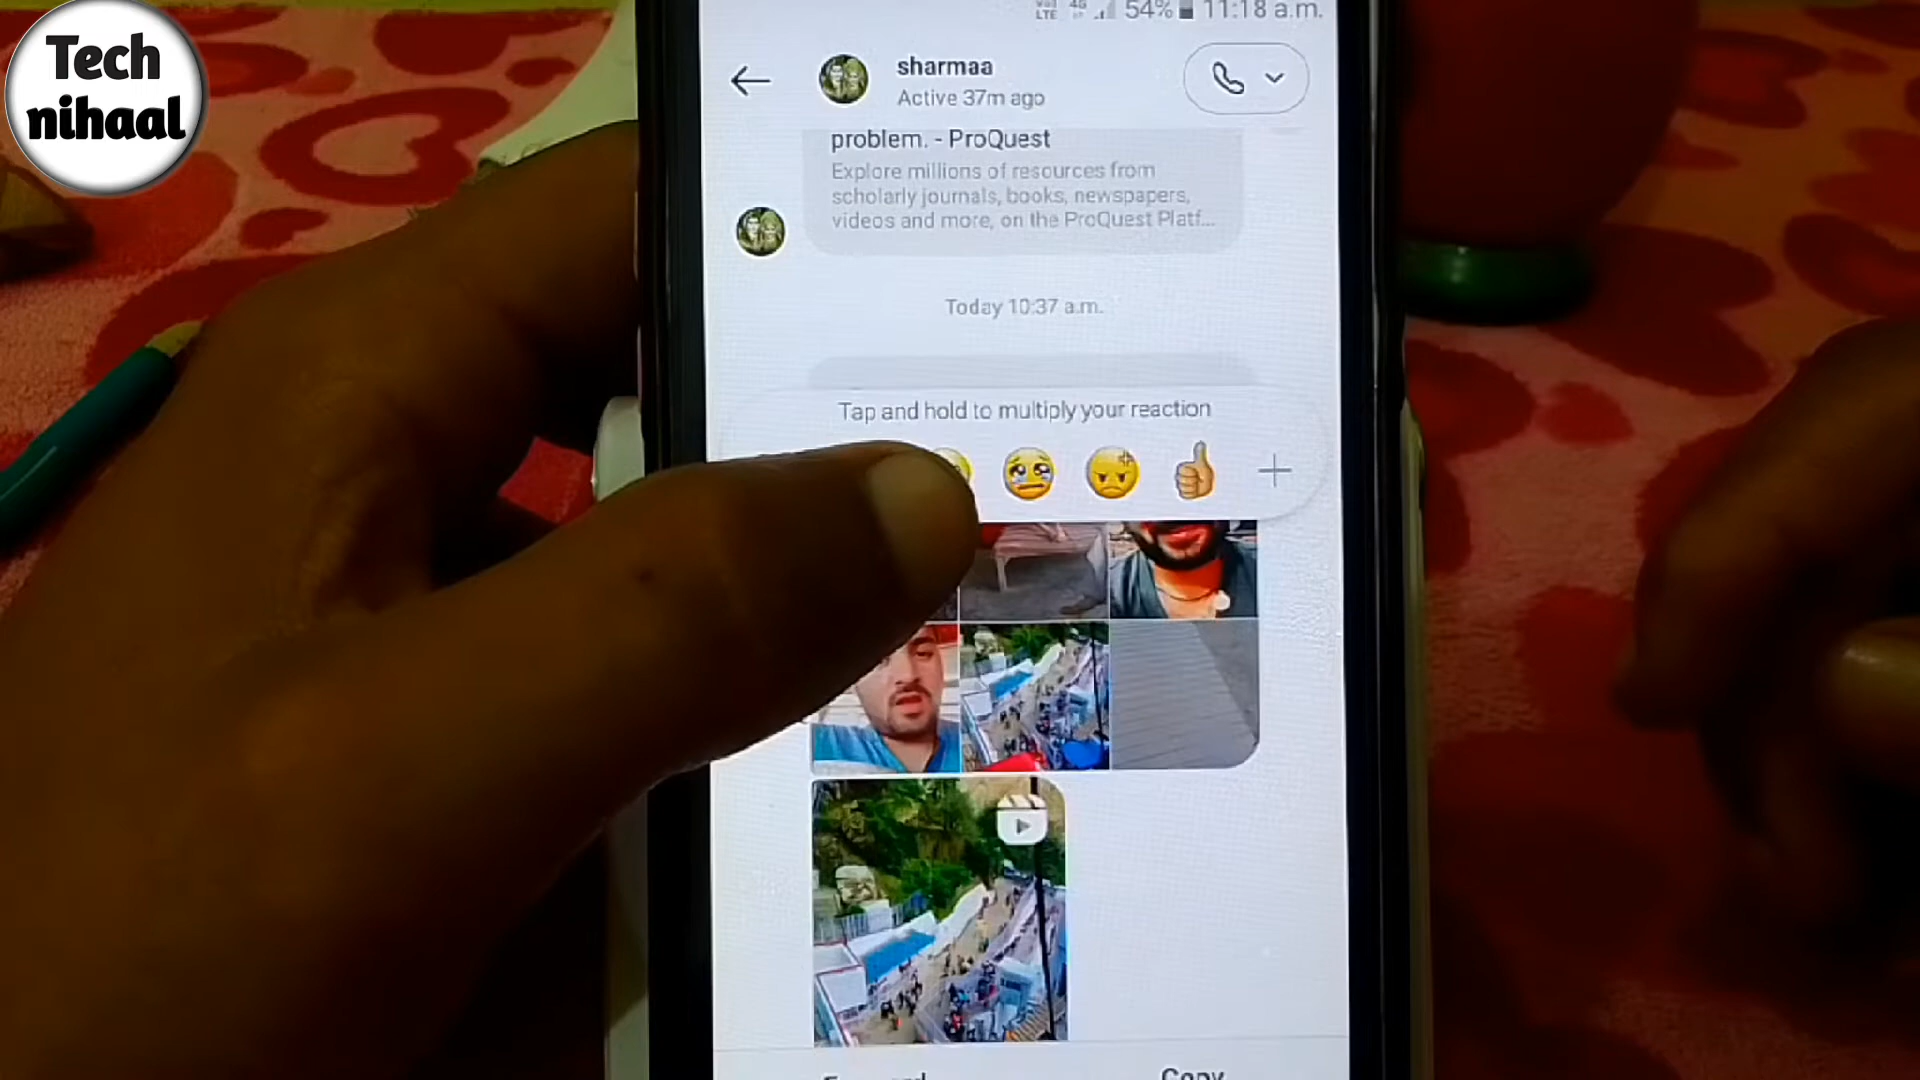 Tech
nihaal
VoLTE 4G 54% 11:18 a.m.
sharmaa
Active 37m ago
problem. - ProQuest
Explore millions of resources from
scholarly journals, books, newspapers,
videos and more, on the ProQuest Platf...
Today 10:37 a.m.
Tap and hold to multiply your reaction
Copy